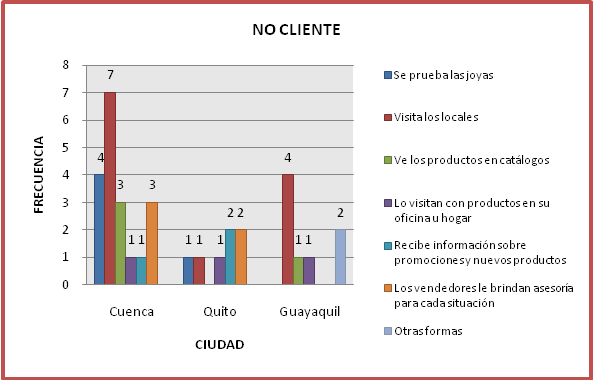 NO CLIENTE
FRECUENCIA
8
7
6
5
4
3
2
1
0
4
7
3
1
1
3
1
1
1
2
2
4
1
1
2
Cuenca
Quito
Guayaquil
CIUDAD
Se prueba las joyas
Visita los locales
Ve los productos en catálogos
Lo visitan con productos en su
oficina u hogar
Recibe información sobre
promociones y nuevos productos
Los vendedores le brindan asesoría
para cada situación
Otras formas